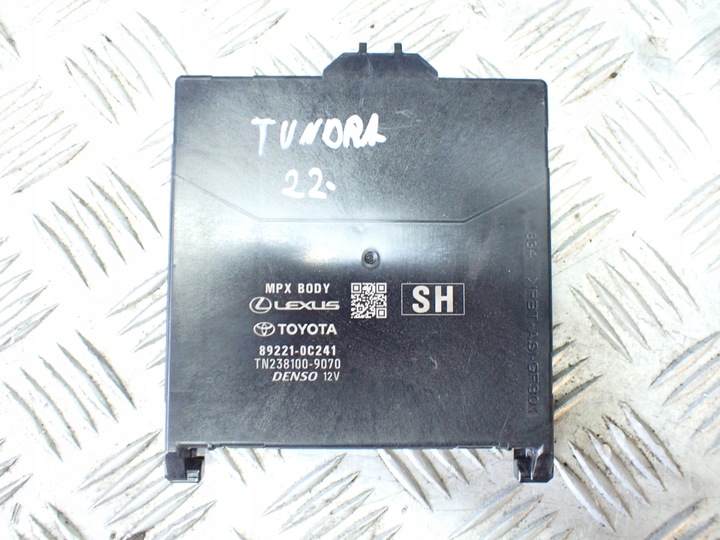 TUNDRA
22.
MPX BODY
LEXUS
SH
TOYOTA
89221-0C241
TN238100-9070
DENSO 12V